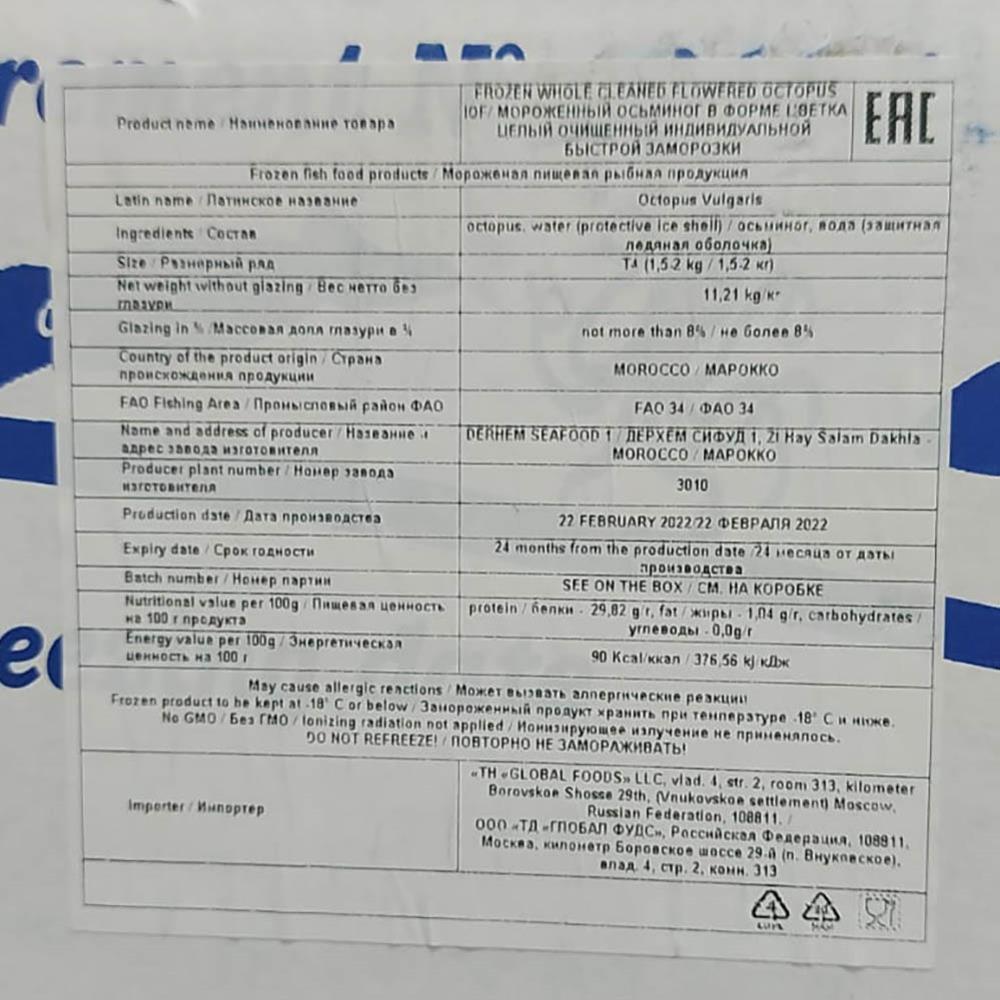 FROZEN WHOLE CLEANED FLOWERED OCTOPUS
Product name / Наименование товара
IQF/ МОРОЖЕННЫЙ ОСЬМИНОГ В ФОРМЕ ЦВЕТКА
ЦЕЛЫЙ ОЧИЩЕННЫЙ ИНДИВИДУАЛЬНОЙ
БЫСТРОЙ ЗАМОРОЗКИ
EAC
Frozen fish food products / Мороженая пищевая рыбная продукция
Latin name / Латинское название
Octopus Vulgaris
Ingredients / Состав
octopus, water (protective ice shell) / осьминог, вода (защитная
ледяная оболочка)
Size / Размерный ряд
T4 (1,5-2 kg / 1,5-2 кг)
Net weight without glazing / Вес нетто без
глазури
11,21 kg/кг
Glazing in % /Массовая доля глазури в %
not more than 8% / не более 8%
Country of the product origin / Страна
происхождения продукции
MOROCCO / МАРОККО
FAO Fishing Area / Промысловый район ФАО
FAO 34 / ФАО 34
Name and address of producer / Название и
адрес завода изготовителя
DERHEM SEAFOOD 1 / ДЕРХЕМ СИФУД 1, ZI Hay Salam Dakhla -
MOROCCO / МАРОККО
Producer plant number / Номер завода
изготовителя
3010
Production date / Дата производства
22 FEBRUARY 2022/22 ФЕВРАЛЯ 2022
Expiry date / Срок годности
24 months from the production date /24 месяца от даты
производства
Batch number / Номер партии
SEE ON THE BOX / СМ. НА КОРОБКЕ
Nutritional value per 100g / Пищевая ценность
на 100 г продукта
protein / белки - 29,82 g/г, fat / жиры - 1,04 g/г, carbohydrates /
углеводы - 0,0g/г
Energy value per 100g / Энергетическая
ценность на 100 г
90 Kcal/ккал / 376,56 kj/кДж
May cause allergic reactions / Может вызвать аллергические реакции
Frozen product to be kept at -18° C or below / Замороженный продукт хранить при температуре -18° C и ниже.
No GMO / Без ГМО / Ionizing radiation not applied / Ионизирующее излучение не применялось.
DO NOT REFREEZE! / ПОВТОРНО НЕ ЗАМОРАЖИВАТЬ!
Importer / Импортер
«TH «GLOBAL FOODS» LLC, vlad. 4, str. 2, room 313, kilometer
Borovskoe Shosse 29th, (Vnukovskoe settlement) Moscow,
Russian Federation, 108811. /
ООО «ТД «ГЛОБАЛ ФУДС», Российская Федерация, 108811,
Москва, километр Боровское шоссе 29-й (п. Внуковское),
влад. 4, стр. 2, комн. 313
4
LDPE